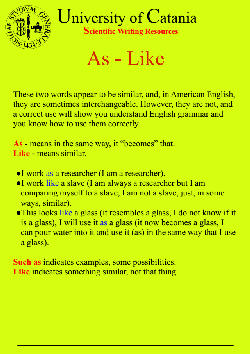 University of Catania
Scientific Writing Resources
As - Like
These two words appear to be similar, and, in American English,
they are sometimes interchangeable. However, they are not, and
a correct use will show you understand English grammar and
you know how to use them correctly.
As - means in the same way, it "becomes" that.
Like - means similar.
●I work as a researcher (I am a researcher).
●I work like a slave (I am always a researcher but I am
comparing myself to a slave, I am not a slave, just, in some
ways, similar).
●This looks like a glass (it resembles a glass, I do not know if it
is a glass), I will use it as a glass (it now becomes a glass, I
can pour water into it and use it (as) in the same way that I use
a glass).
Such as indicates examples, some possibilities.
Like indicates something similar, not that thing